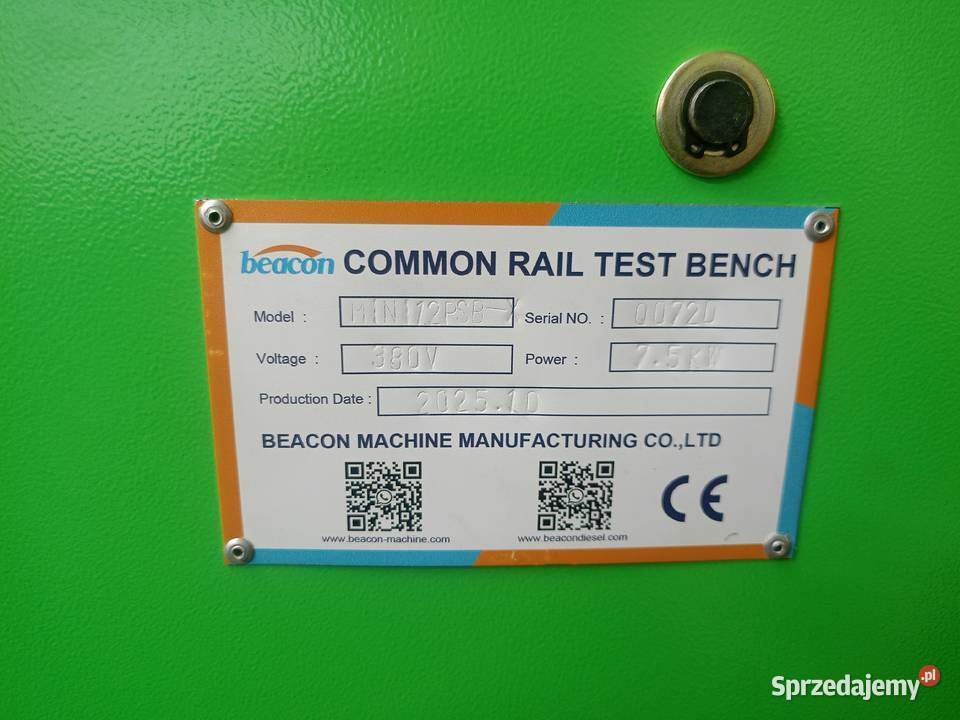 beacon COMMON RAIL TEST BENCH
Model : MINI12PSB-X Serial NO. :
Voltage : 380V Power : 7.5KW
Production Date : 2025.10
BEACON MACHINE MANUFACTURING CO.,LTD
CE
www.beacon-machine.com www.beacondiesel.com
Sprzedajemy.pl